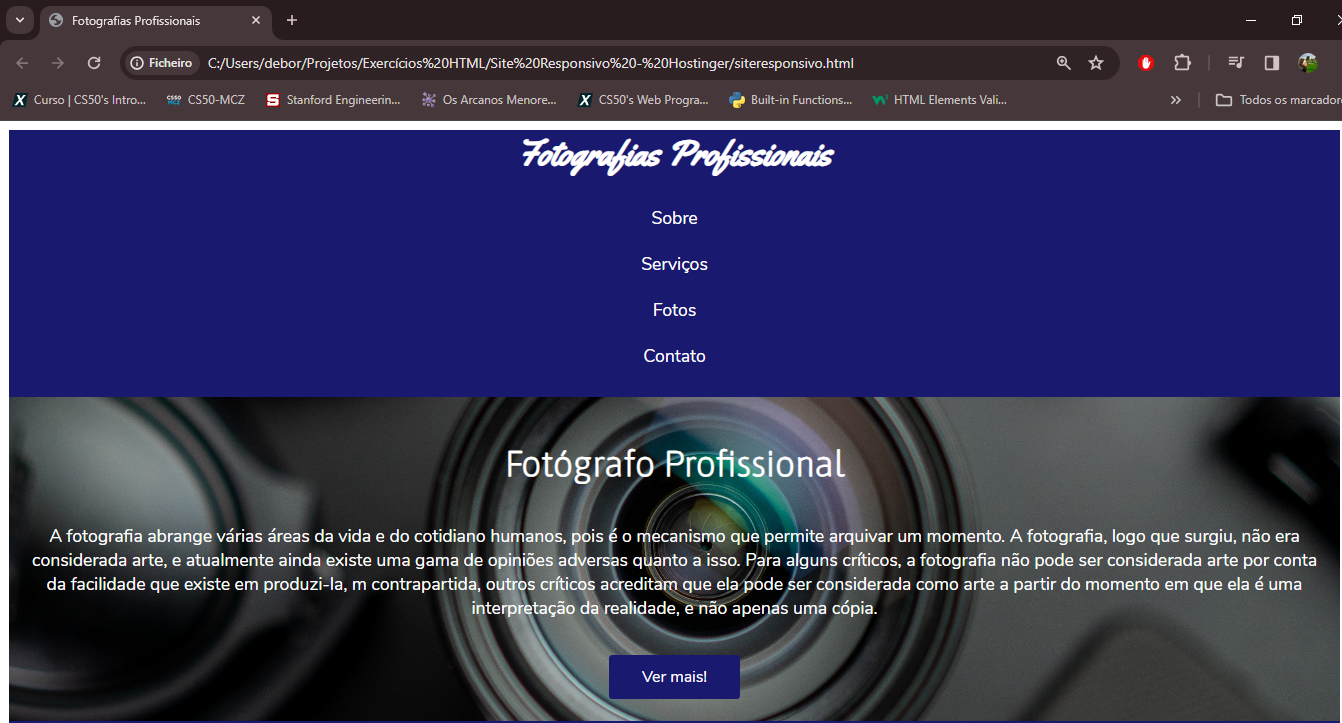 Fotografias Profissionais
Ficheiro C:/Users/debor/Projetos/Exercícios%20HTML/Site%20Responsivo%20-%20Hostinger/siteresponsivo.html
Curso | CS50's Intro... CS50-MCZ Stanford Engineerin... Os Arcanos Menore... CS50's Web Progra... Built-in Functions... HTML Elements Vali... Todos os marcador
Fotografias Profissionais
Sobre
Serviços
Fotos
Contato
Fotógrafo Profissional
A fotografia abrange várias áreas da vida e do cotidiano humanos, pois é o mecanismo que permite arquivar um momento. A fotografia, logo que surgiu, não era
considerada arte, e atualmente ainda existe uma gama de opiniões adversas quanto a isso. Para alguns críticos, a fotografia não pode ser considerada arte por conta
da facilidade que existe em produzi-la, m contrapartida, outros críticos acreditam que ela pode ser considerada como arte a partir do momento em que ela é uma
interpretação da realidade, e não apenas uma cópia.
Ver mais!